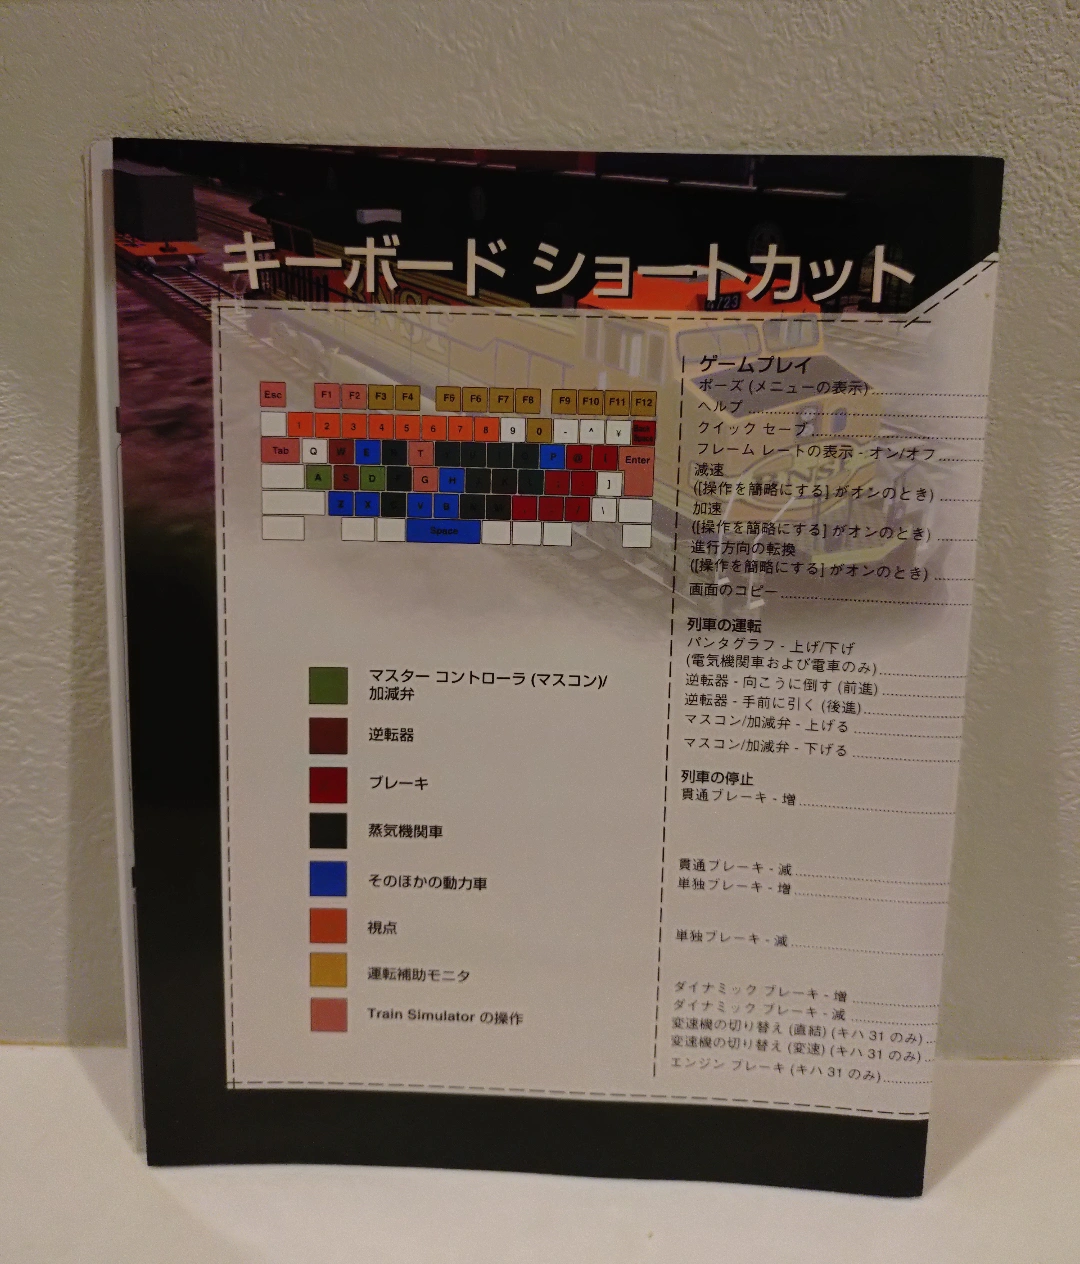 キーボード ショートカット
Esc F1 F2 F3 F4 F5 F6 F7 F8 F9 F10 F11 F12
1 2 3 4 5 6 7 8 9 0 - ^ ¥ Back Space
Tab Q W E T P @ [ Enter
A S D G H ; : ]
Z X C V B / \
Space
マスター コントローラ (マスコン)/
加減弁
逆転器
ブレーキ
蒸気機関車
そのほかの動力車
視点
運転補助モニタ
Train Simulator の操作
ゲームプレイ
ポーズ (メニューの表示)
ヘルプ
クイック セーブ
フレーム レートの表示 - オン/オフ
減速
([操作を簡略にする] がオンのとき)
加速
([操作を簡略にする] がオンのとき)
進行方向の転換
([操作を簡略にする] がオンのとき)
画面のコピー
列車の運転
パンタグラフ - 上げ/下げ
(電気機関車および電車のみ)
逆転器 - 向こうに倒す (前進)
逆転器 - 手前に引く (後進)
マスコン/加減弁 - 上げる
マスコン/加減弁 - 下げる
列車の停止
貫通ブレーキ - 増
貫通ブレーキ - 減
単独ブレーキ - 増
単独ブレーキ - 減
ダイナミック ブレーキ - 増
ダイナミック ブレーキ - 減
変速機の切り替え (直結) (キハ 31 のみ)
変速機の切り替え (変速) (キハ 31 のみ)
エンジン ブレーキ (キハ 31 のみ)